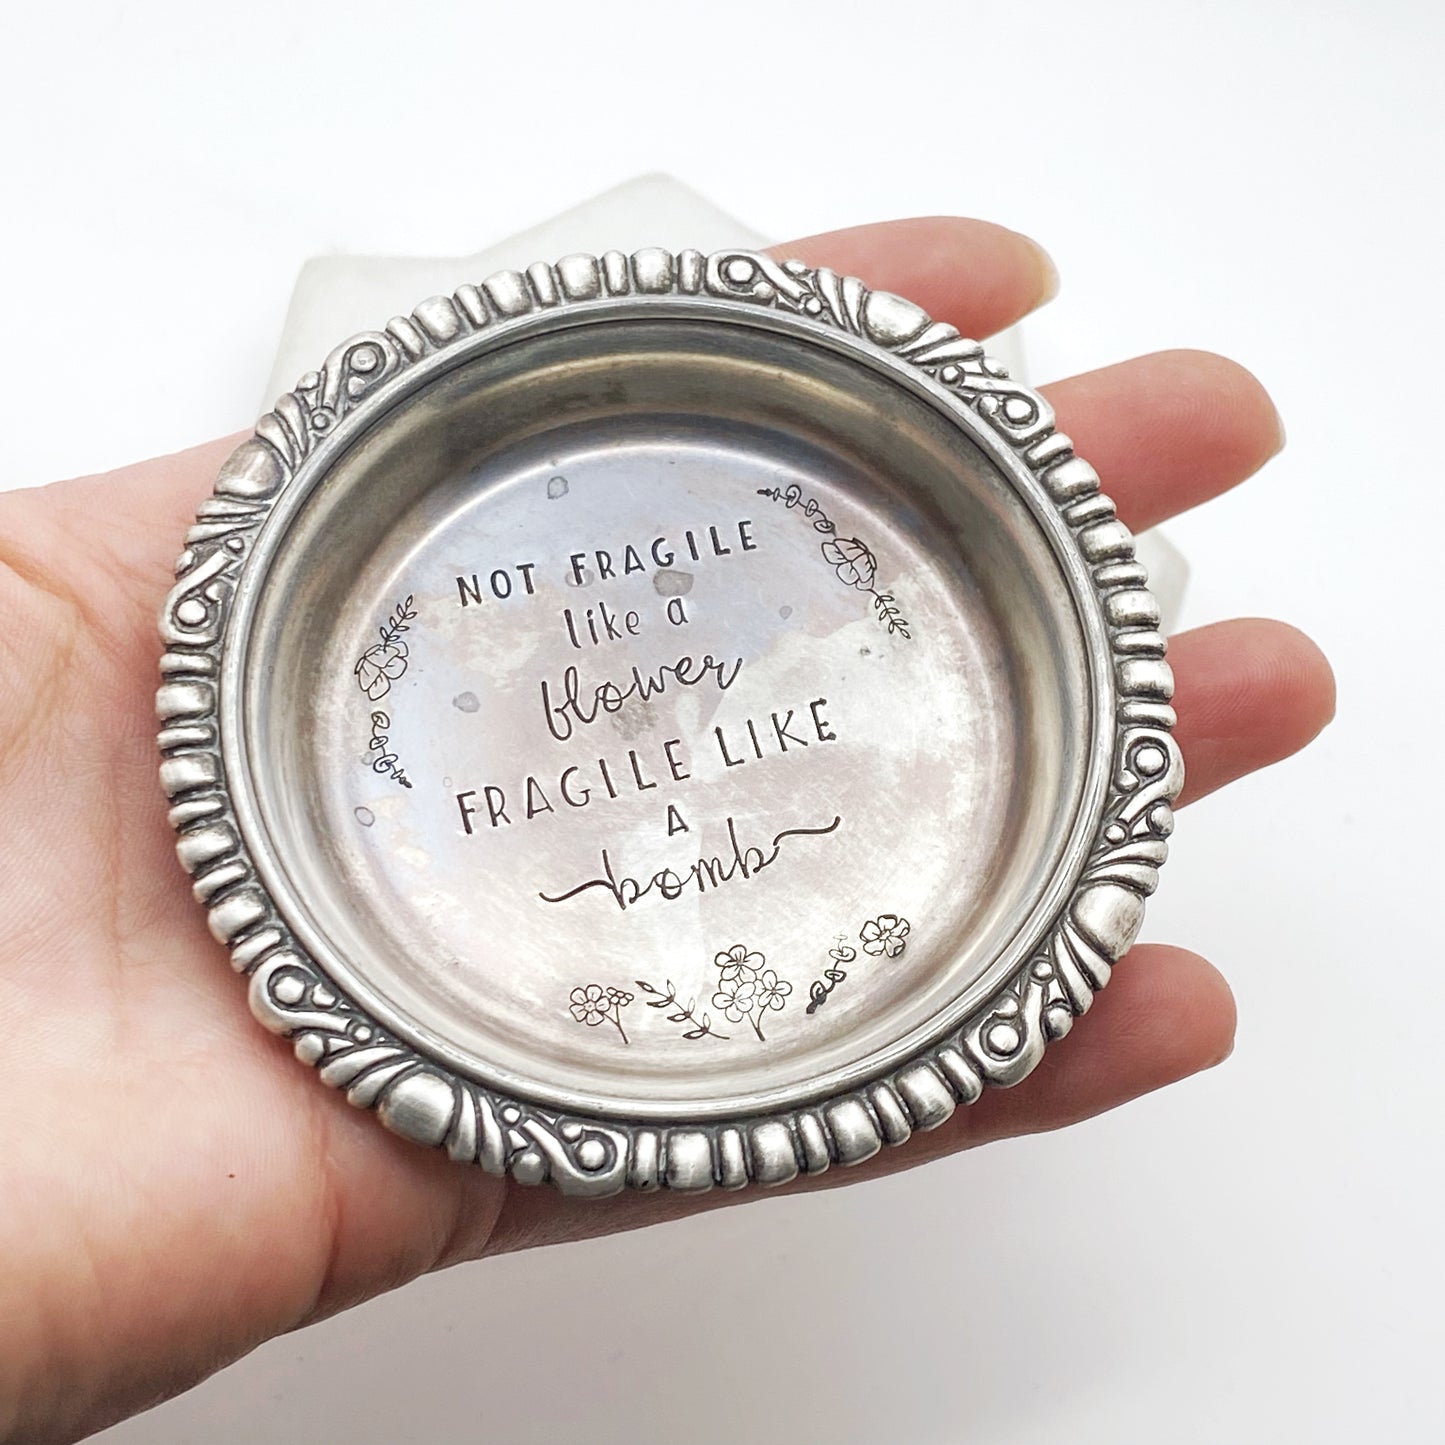 NOT FRAGILE
like a
flower
FRAGILE LIKE
A
bomb